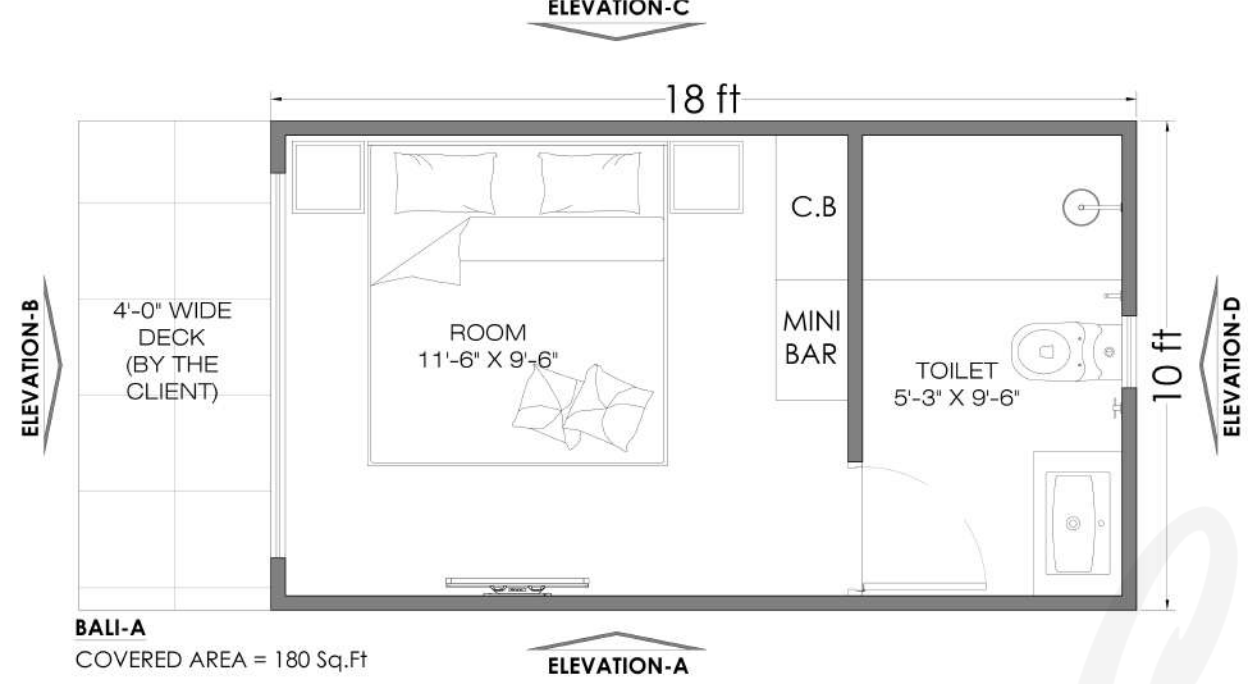 ELEVATION-C
18 ft
C.B
ELEVATION-B
4'-0" WIDE
DECK
(BY THE
CLIENT)
ROOM
11'-6" X 9'-6"
MINI
BAR
TOILET
5'-3" X 9'-6"
10 ft
ELEVATION-D
BALI-A
COVERED AREA = 180 Sq.Ft
ELEVATION-A